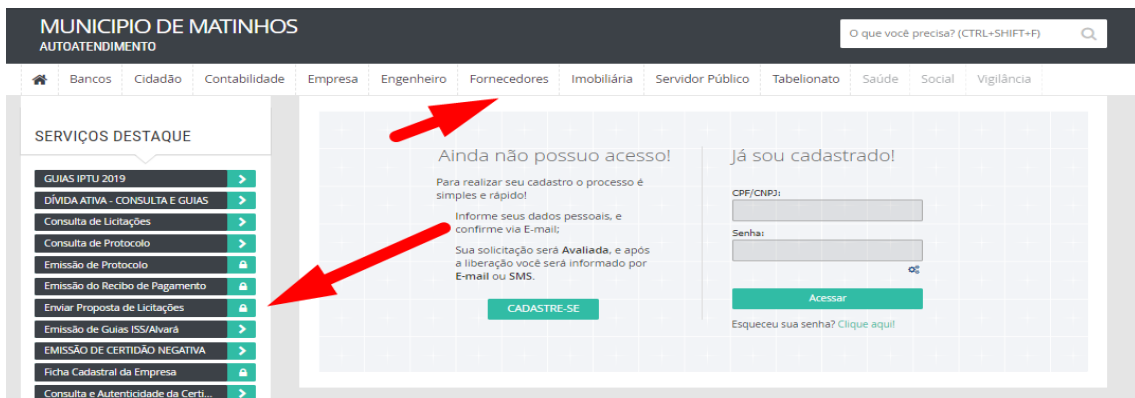 MUNICIPIO DE MATINHOS
AUTOATENDIMENTO
O que você precisa? (CTRL+SHIFT+F)
Bancos Cidadão Contabilidade Empresa Engenheiro Fornecedores Imobiliária Servidor Público Tabelionato Saúde Social Vigilância
SERVIÇOS DESTAQUE
GUIAS IPTU 2019
DÍVIDA ATIVA - CONSULTA E GUIAS
Consulta de Licitações
Consulta de Protocolo
Emissão de Protocolo
Emissão do Recibo de Pagamento
Enviar Proposta de Licitações
Emissão de Guias ISS/Alvará
EMISSÃO DE CERTIDÃO NEGATIVA
Ficha Cadastral da Empresa
Consulta e Autenticidade da Certi...
Ainda não possuo acesso!
Para realizar seu cadastro o processo é
simples e rápido!
Informe seus dados pessoais, e
confirme via E-mail;
Sua solicitação será Avaliada, e após
a liberação você será informado por
E-mail ou SMS.
CADASTRE-SE
Já sou cadastrado!
CPF/CNPJ:
Senha:
Acessar
Esqueceu sua senha? Clique aqui!